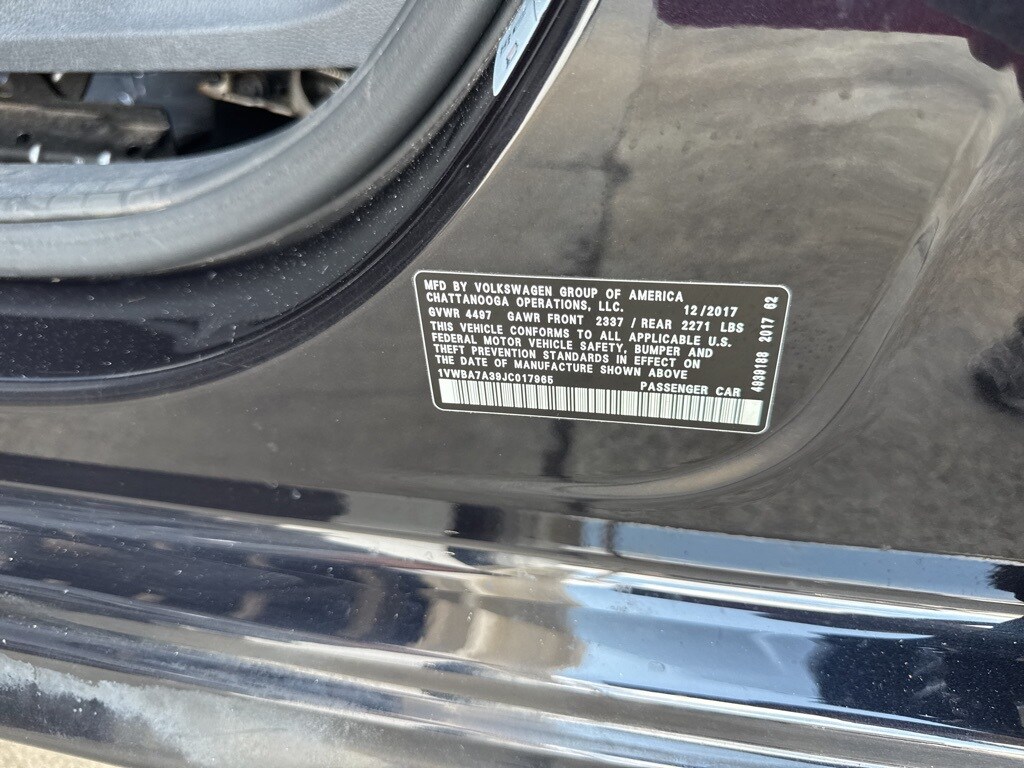 MFD BY VOLKSWAGEN GROUP OF AMERICA
CHATTANOOGA OPERATIONS, LLC. 12/2017
GVWR 4497 GAWR FRONT 2337 / REAR 2271 LBS
THIS VEHICLE CONFORMS TO ALL APPLICABLE U.S.
FEDERAL MOTOR VEHICLE SAFETY, BUMPER AND
THEFT PREVENTION STANDARDS IN EFFECT ON
THE DATE OF MANUFACTURE SHOWN ABOVE
1VWBA7A39JC017965 PASSENGER CAR
4939188 2017 62